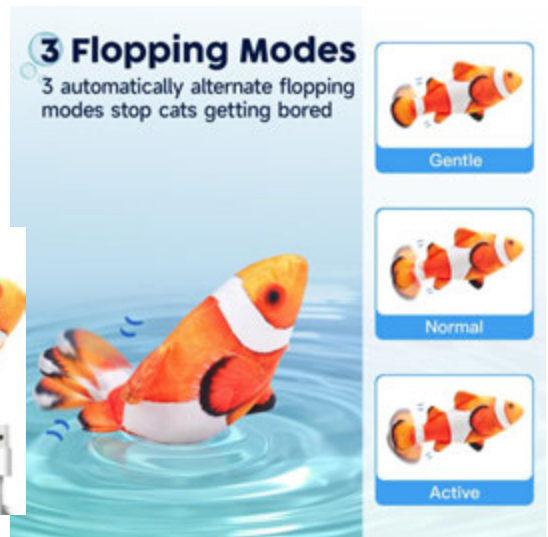 3 Flopping Modes
3 automatically alternate flopping
modes stop cats getting bored
Gentle
Normal
Active